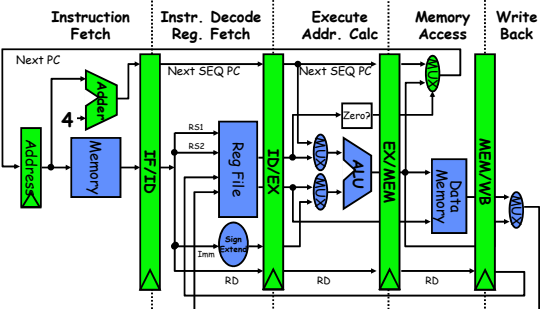 Instruction Fetch
Instr. Decode Reg. Fetch
Execute Addr. Calc
Memory Access
Write Back
Next PC
Next SEQ PC
Next SEQ PC
MUX
Adder
4
Zero?
RS1
RS2
Address
Memory
IF/ID
Reg File
ID/EX
MUX
MUX
ALU
EX/MEM
Data Memory
MEM/WB
MUX
Sign Extend
Imm
RD
RD
RD